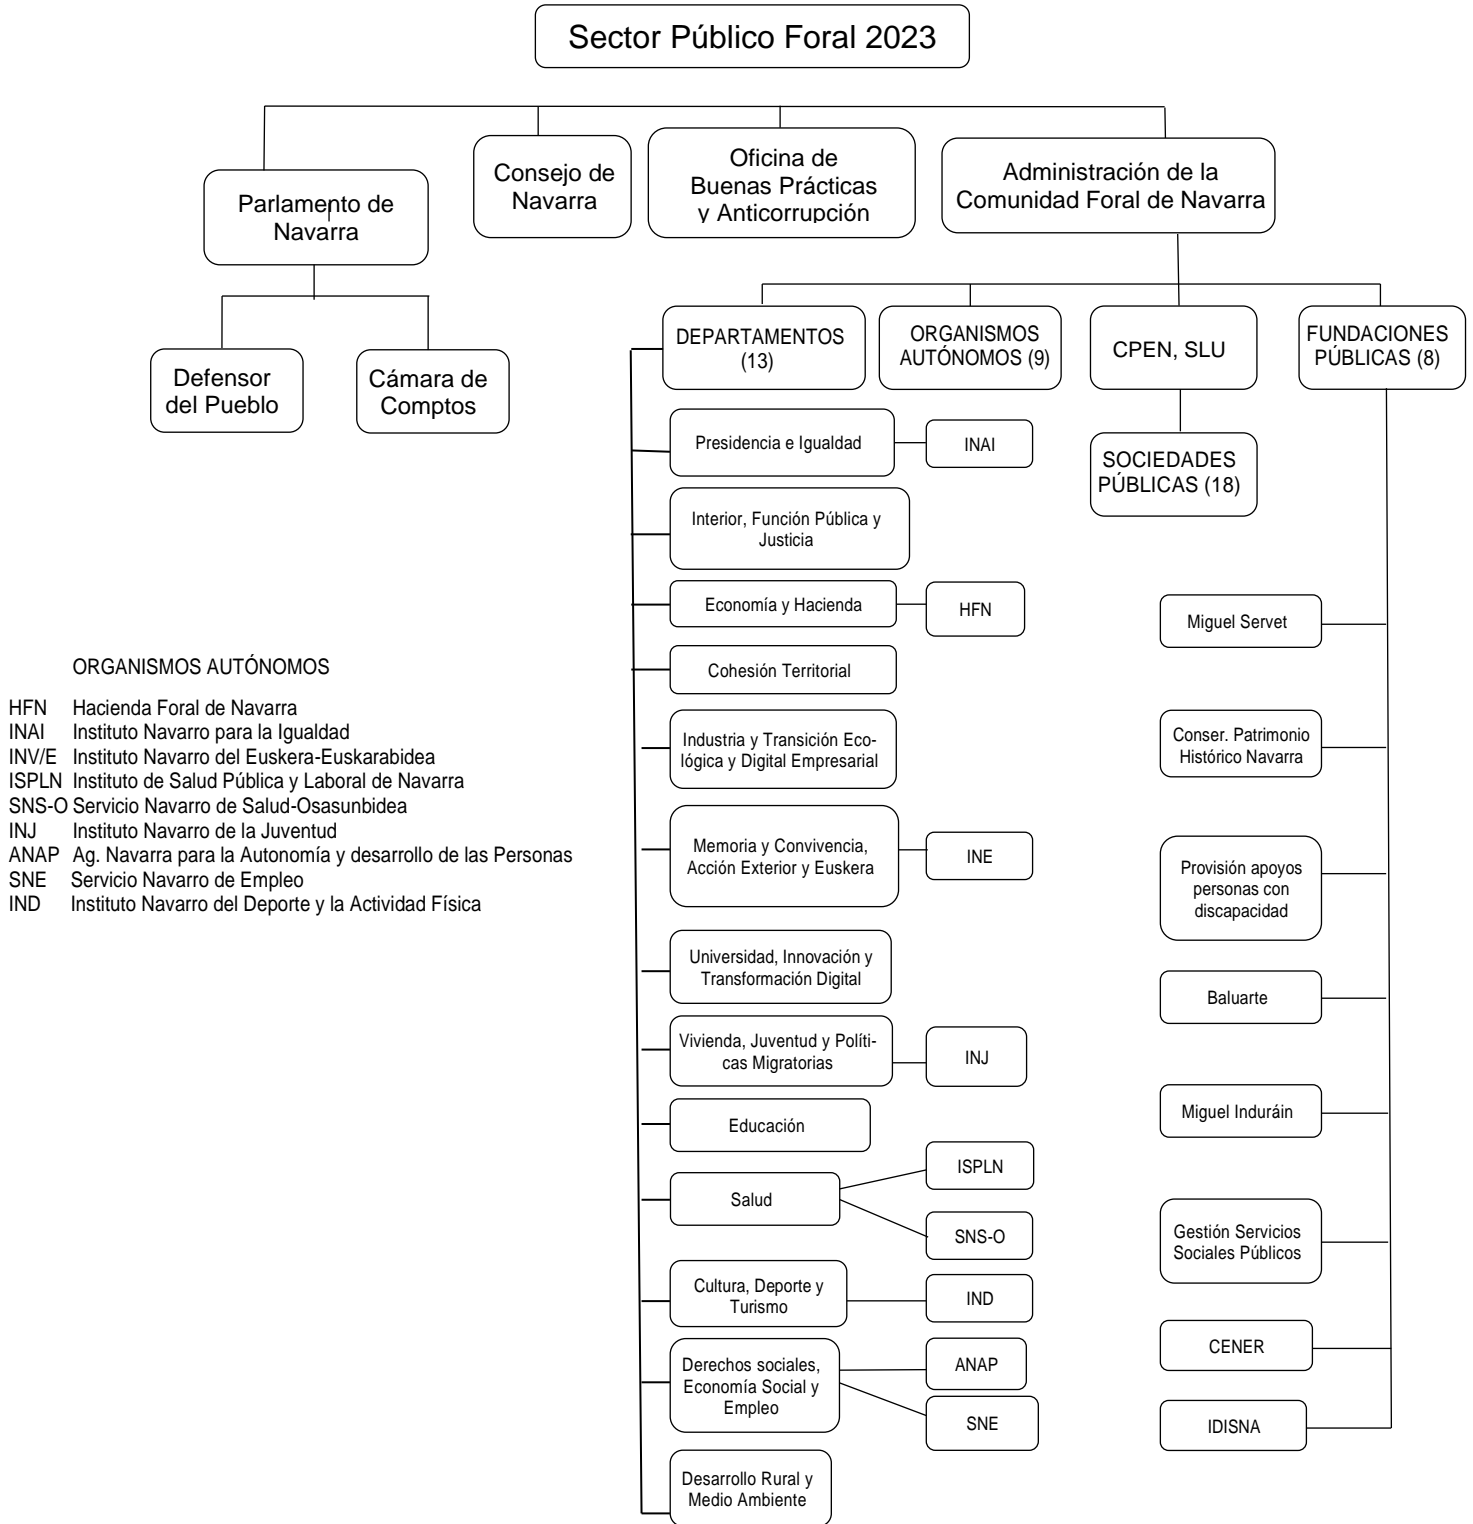 Sector Público Foral 2023
Parlamento de
Navarra
Consejo de
Navarra
Oficina de
Buenas Prácticas
y Anticorrupción
Administración de la
Comunidad Foral de Navarra
Defensor
del Pueblo
Cámara de
Comptos
DEPARTAMENTOS
(13)
ORGANISMOS
AUTÓNOMOS (9)
CPEN, SLU
FUNDACIONES
PÚBLICAS (8)
SOCIEDADES
PÚBLICAS (18)
Presidencia e Igualdad
INAI
Interior, Función Pública y
Justicia
Economía y Hacienda
HFN
Cohesión Territorial
Industria y Transición Eco-
lógica y Digital Empresarial
Memoria y Convivencia,
Acción Exterior y Euskera
INE
Universidad, Innovación y
Transformación Digital
Vivienda, Juventud y Políti-
cas Migratorias
INJ
Educación
Salud
ISPLN
SNS-O
Cultura, Deporte y
Turismo
IND
Derechos sociales,
Economía Social y
Empleo
ANAP
SNE
Desarrollo Rural y
Medio Ambiente
Miguel Servet
Conser. Patrimonio
Histórico Navarra
Provisión apoyos
personas con
discapacidad
Baluarte
Miguel Induráin
Gestión Servicios
Sociales Públicos
CENER
IDISNA
ORGANISMOS AUTÓNOMOS
HFN Hacienda Foral de Navarra
INAI Instituto Navarro para la Igualdad
INV/E Instituto Navarro del Euskera-Euskarabidea
ISPLN Instituto de Salud Pública y Laboral de Navarra
SNS-O Servicio Navarro de Salud-Osasunbidea
INJ Instituto Navarro de la Juventud
ANAP Ag. Navarra para la Autonomía y desarrollo de las Personas
SNE Servicio Navarro de Empleo
IND Instituto Navarro del Deporte y la Actividad Física